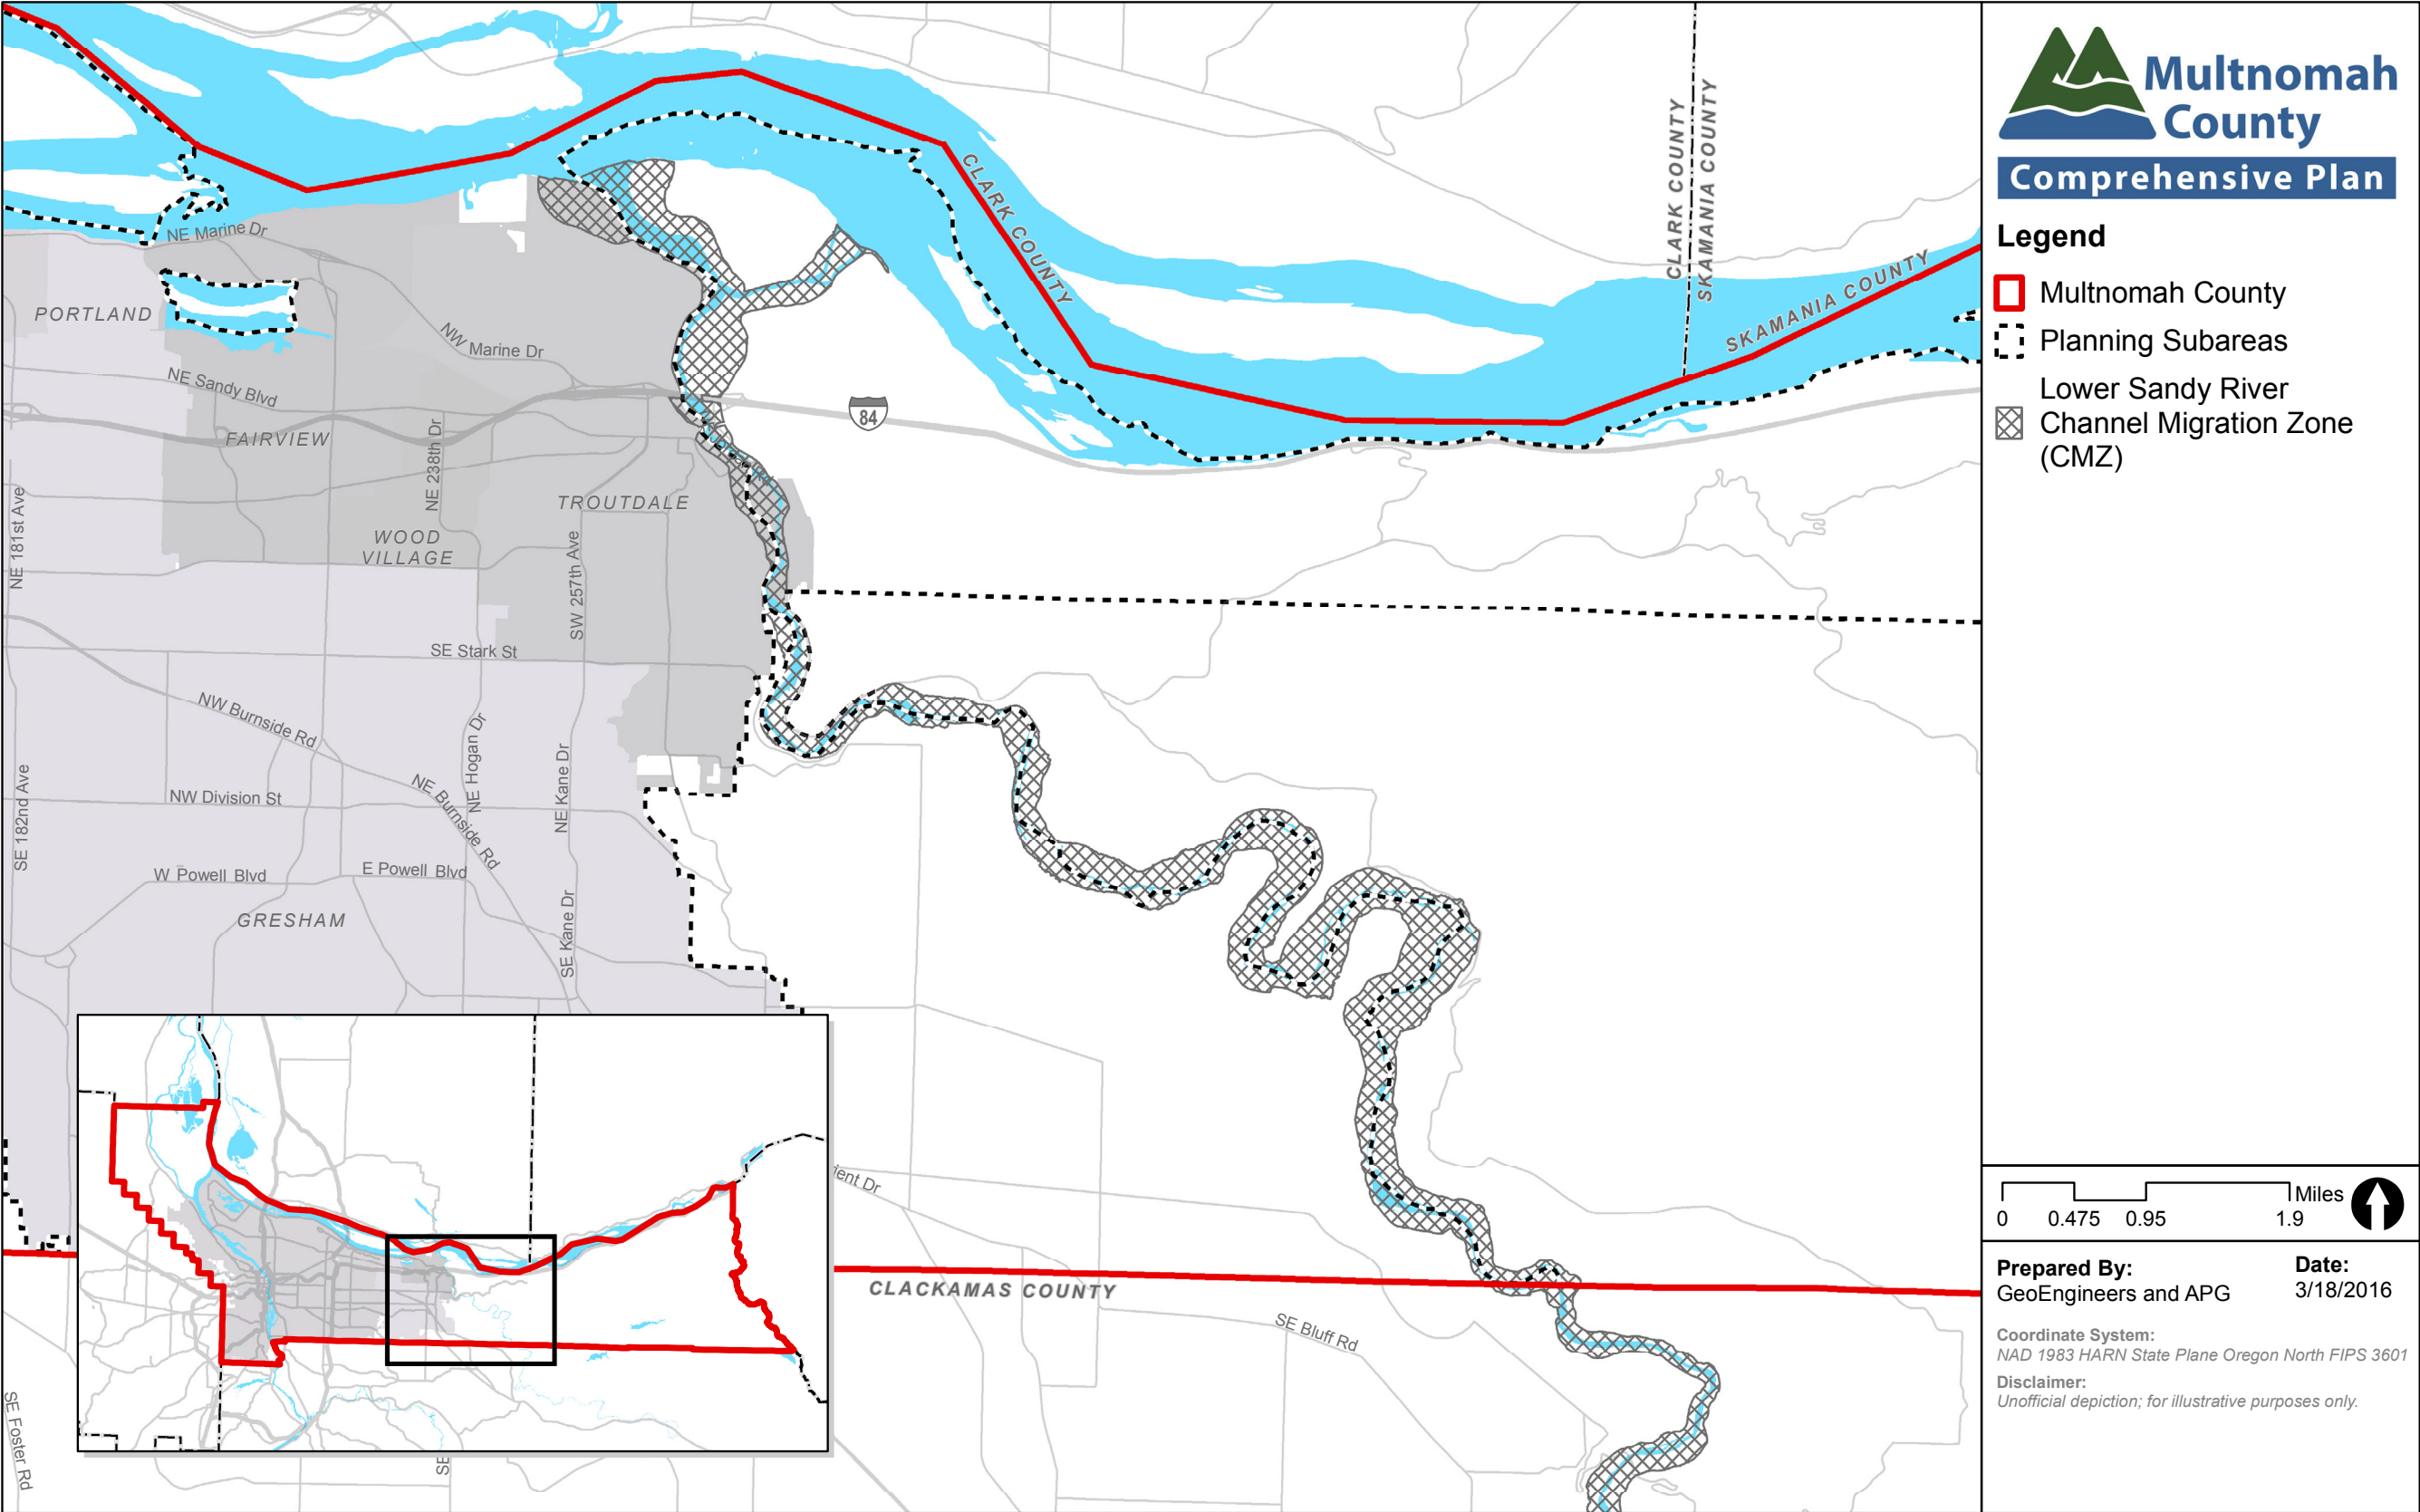 CLARK COUNTY
SKAMANIA COUNTY
CLARK COUNTY
SKAMANIA COUNTY
NE Marine Dr
PORTLAND
NW Marine Dr
NE Sandy Blvd
84
FAIRVIEW
NE 238th Dr
TROUTDALE
NE 181st Ave
WOOD
VILLAGE
SW 257th Ave
SE Stark St
NW Burnside Rd
NE Hogan Dr
NE Kane Dr
SE 182nd Ave
NW Division St
NE Burnside Rd
W Powell Blvd
E Powell Blvd
GRESHAM
SE Kane Dr
ient Dr
CLACKAMAS COUNTY
SE Bluff Rd
SE Foster Rd
SE
Multnomah
County
Comprehensive Plan
Legend
Multnomah County
Planning Subareas
Lower Sandy River
Channel Migration Zone
(CMZ)
Miles
0 0.475 0.95 1.9
Prepared By:
GeoEngineers and APG
Date:
3/18/2016
Coordinate System:
NAD 1983 HARN State Plane Oregon North FIPS 3601
Disclaimer:
Unofficial depiction; for illustrative purposes only.